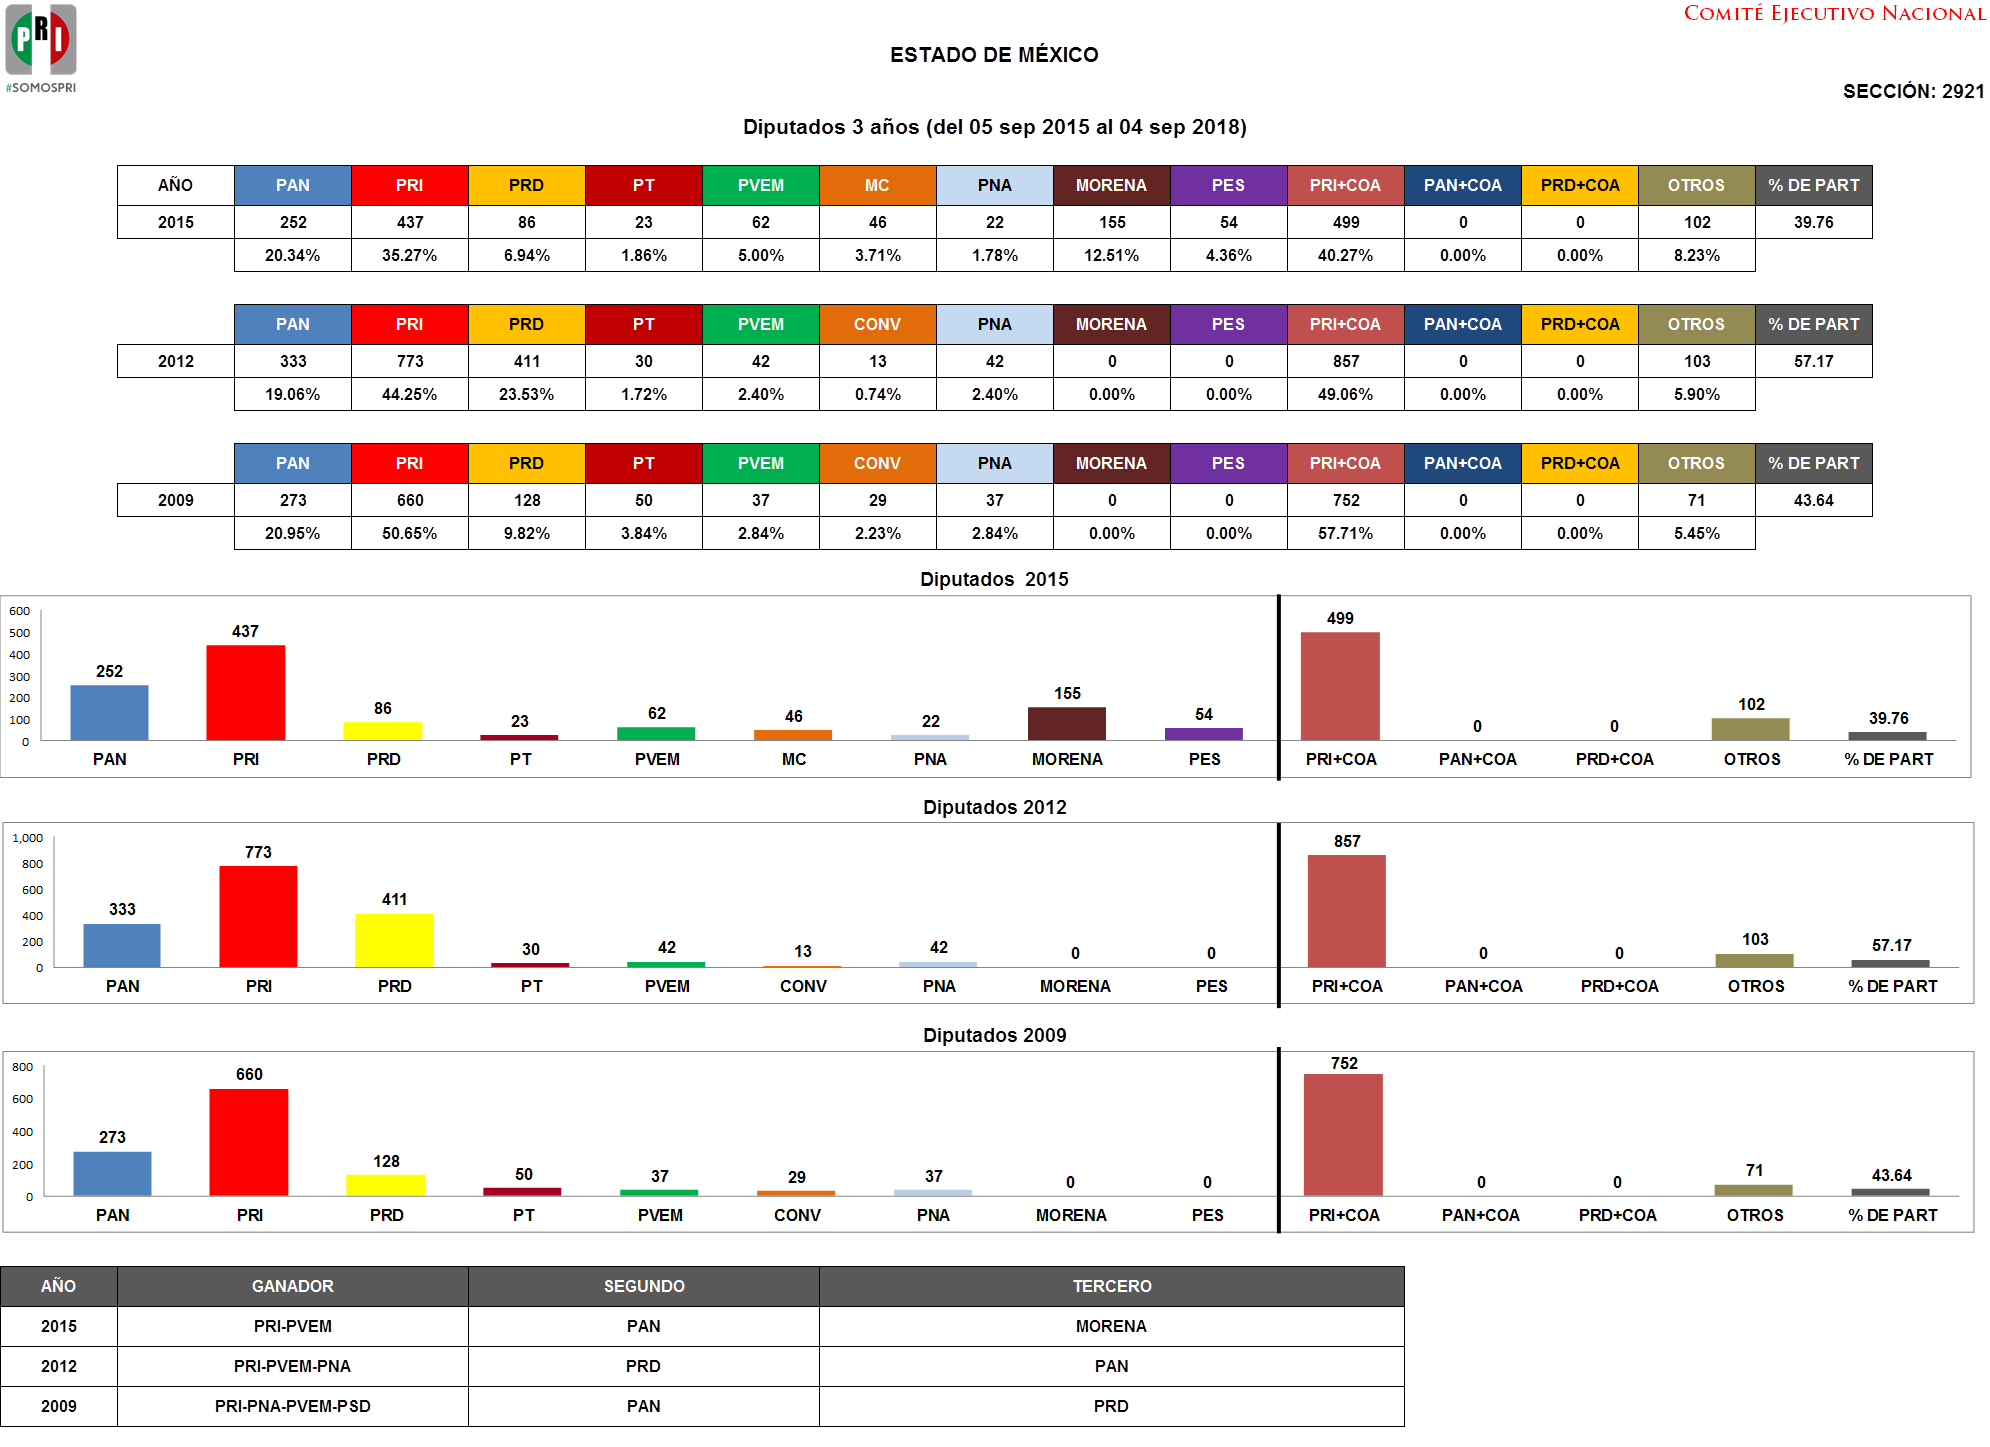 PRI
#SOMOSPRI
COMITÉ EJECUTIVO NACIONAL
ESTADO DE MÉXICO
SECCIÓN: 2921
Diputados 3 años (del 05 sep 2015 al 04 sep 2018)
AÑO PAN PRI PRD PT PVEM MC PNA MORENA PES PRI+COA PAN+COA PRD+COA OTROS % DE PART
2015 252 437 86 23 62 46 22 155 54 499 0 0 102 39.76
20.34% 35.27% 6.94% 1.86% 5.00% 3.71% 1.78% 12.51% 4.36% 40.27% 0.00% 0.00% 8.23%
PAN PRI PRD PT PVEM CONV PNA MORENA PES PRI+COA PAN+COA PRD+COA OTROS % DE PART
2012 333 773 411 30 42 13 42 0 0 857 0 0 103 57.17
19.06% 44.25% 23.53% 1.72% 2.40% 0.74% 2.40% 0.00% 0.00% 49.06% 0.00% 0.00% 5.90%
PAN PRI PRD PT PVEM CONV PNA MORENA PES PRI+COA PAN+COA PRD+COA OTROS % DE PART
2009 273 660 128 50 37 29 37 0 0 752 0 0 71 43.64
20.95% 50.65% 9.82% 3.84% 2.84% 2.23% 2.84% 0.00% 0.00% 57.71% 0.00% 0.00% 5.45%
Diputados 2015
600
500
400
300
200
100
0
252 437 86 23 62 46 22 155 54 499 0 0 102 39.76
PAN PRI PRD PT PVEM MC PNA MORENA PES PRI+COA PAN+COA PRD+COA OTROS % DE PART
Diputados 2012
1,000
800
600
400
200
0
333 773 411 30 42 13 42 0 0 857 0 0 103 57.17
PAN PRI PRD PT PVEM CONV PNA MORENA PES PRI+COA PAN+COA PRD+COA OTROS % DE PART
Diputados 2009
800
600
400
200
0
273 660 128 50 37 29 37 0 0 752 0 0 71 43.64
PAN PRI PRD PT PVEM CONV PNA MORENA PES PRI+COA PAN+COA PRD+COA OTROS % DE PART
AÑO GANADOR SEGUNDO TERCERO
2015 PRI-PVEM PAN MORENA
2012 PRI-PVEM-PNA PRD PAN
2009 PRI-PNA-PVEM-PSD PAN PRD